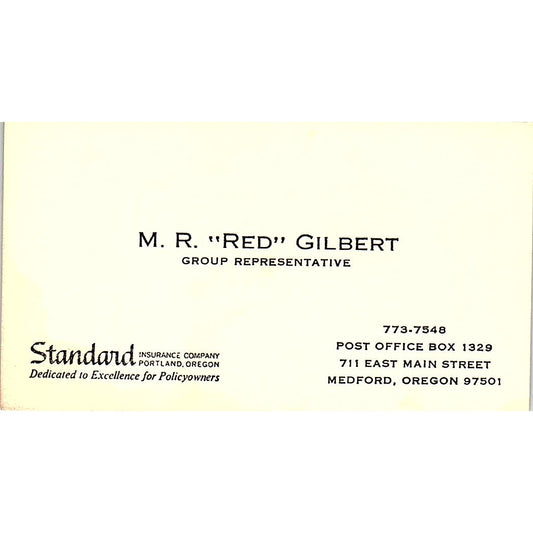 M. R. "RED" GILBERT
GROUP REPRESENTATIVE
Standard INSURANCE COMPANY
PORTLAND, OREGON
Dedicated to Excellence for Policyowners
773-7548
POST OFFICE BOX 1329
711 EAST MAIN STREET
MEDFORD, OREGON 97501